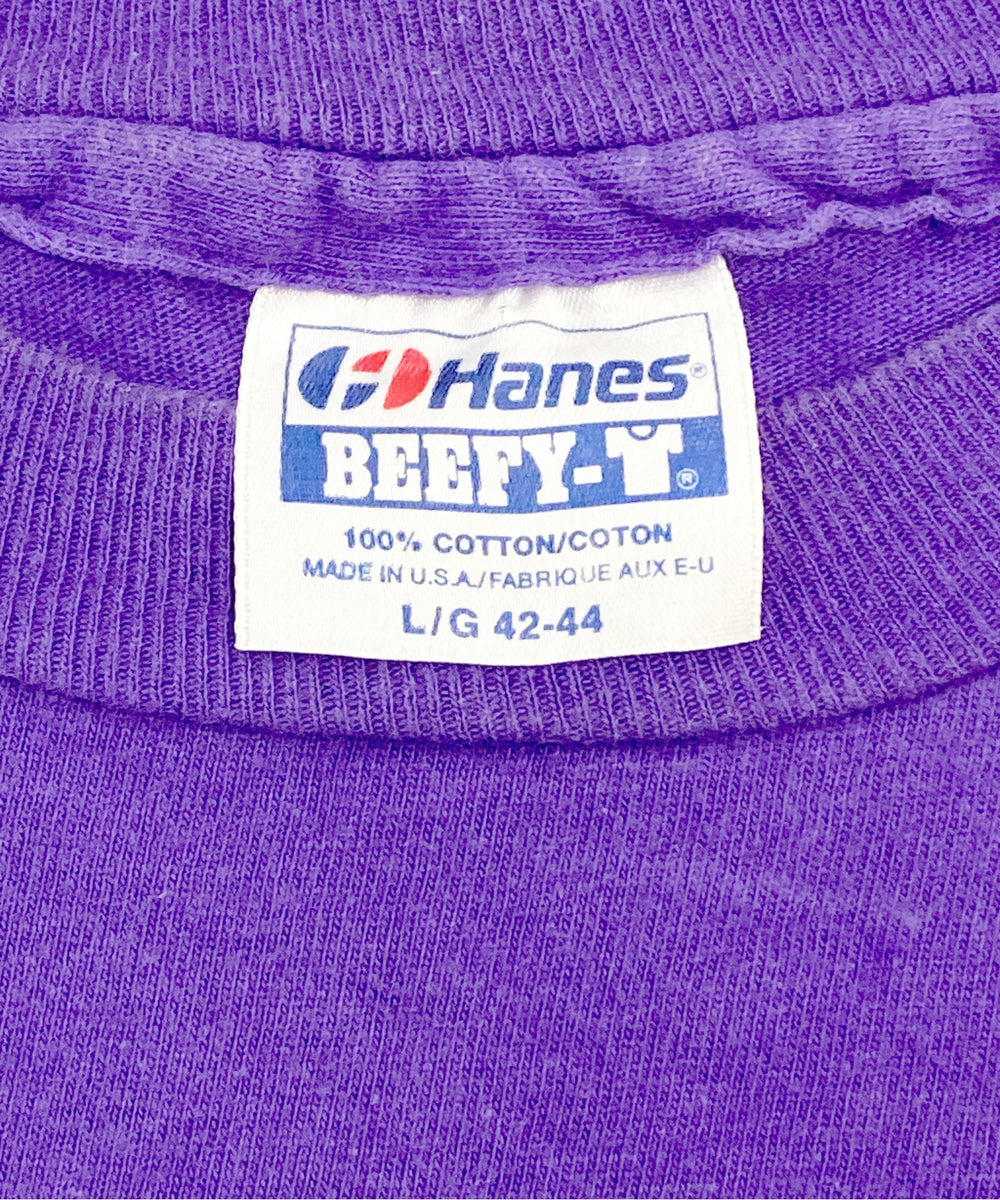 Hanes®
BEEFY-T®
100% COTTON/COTON
MADE IN U.S.A./FABRIQUE AUX E-U
L/G 42-44